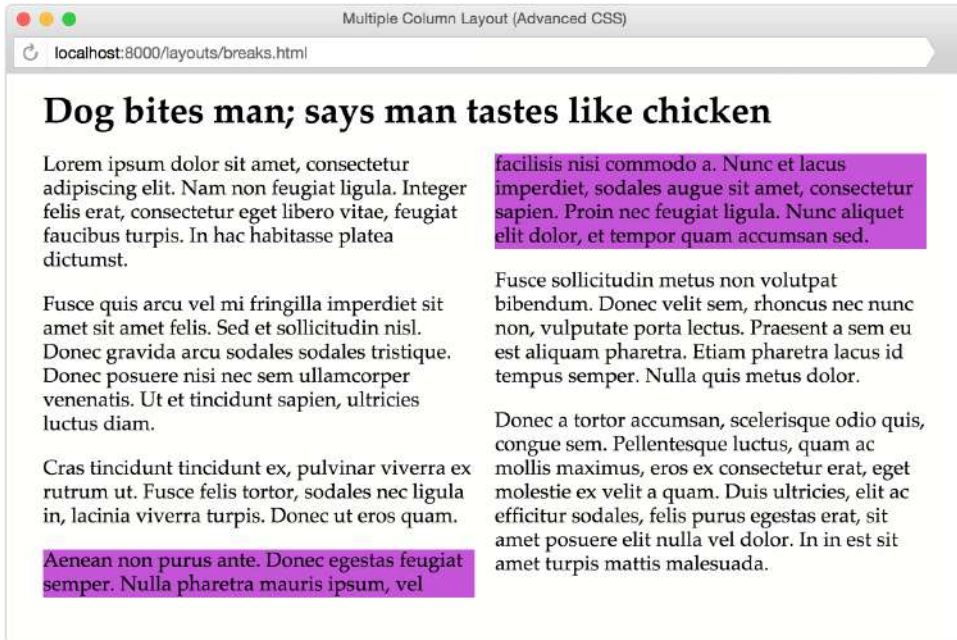 Multiple Column Layout (Advanced CSS)
localhost:8000/layouts/breaks.html
Dog bites man; says man tastes like chicken
Lorem ipsum dolor sit amet, consectetur
adipiscing elit. Nam non feugiat ligula. Integer
felis erat, consectetur eget libero vitae, feugiat
faucibus turpis. In hac habitasse platea
dictumst.
Fusce quis arcu vel mi fringilla imperdiet sit
amet sit amet felis. Sed et sollicitudin nisl.
Donec gravida arcu sodales sodales tristique.
Donec posuere nisi nec sem ullamcorper
venenatis. Ut et tincidunt sapien, ultricies
luctus diam.
Cras tincidunt tincidunt ex, pulvinar viverra ex
rutrum ut. Fusce felis tortor, sodales nec ligula
in, lacinia viverra turpis. Donec ut eros quam.
Aenean non purus ante. Donec egestas feugiat
semper. Nulla pharetra mauris ipsum, vel
facilisis nisi commodo a. Nunc et lacus
imperdiet, sodales augue sit amet, consectetur
sapien. Proin nec feugiat ligula. Nunc aliquet
elit dolor, et tempor quam accumsan sed.
Fusce sollicitudin metus non volutpat
bibendum. Donec velit sem, rhoncus nec nunc
non, vulputate porta lectus. Praesent a sem eu
est aliquam pharetra. Etiam pharetra lacus id
tempus semper. Nulla quis metus dolor.
Donec a tortor accumsan, scelerisque odio quis,
congue sem. Pellentesque luctus, quam ac
mollis maximus, eros ex consectetur erat, eget
molestie ex velit a quam. Duis ultricies, elit ac
efficitur sodales, felis purus egestas erat, sit
amet posuere elit nulla vel dolor. In in est sit
amet turpis mattis malesuada.